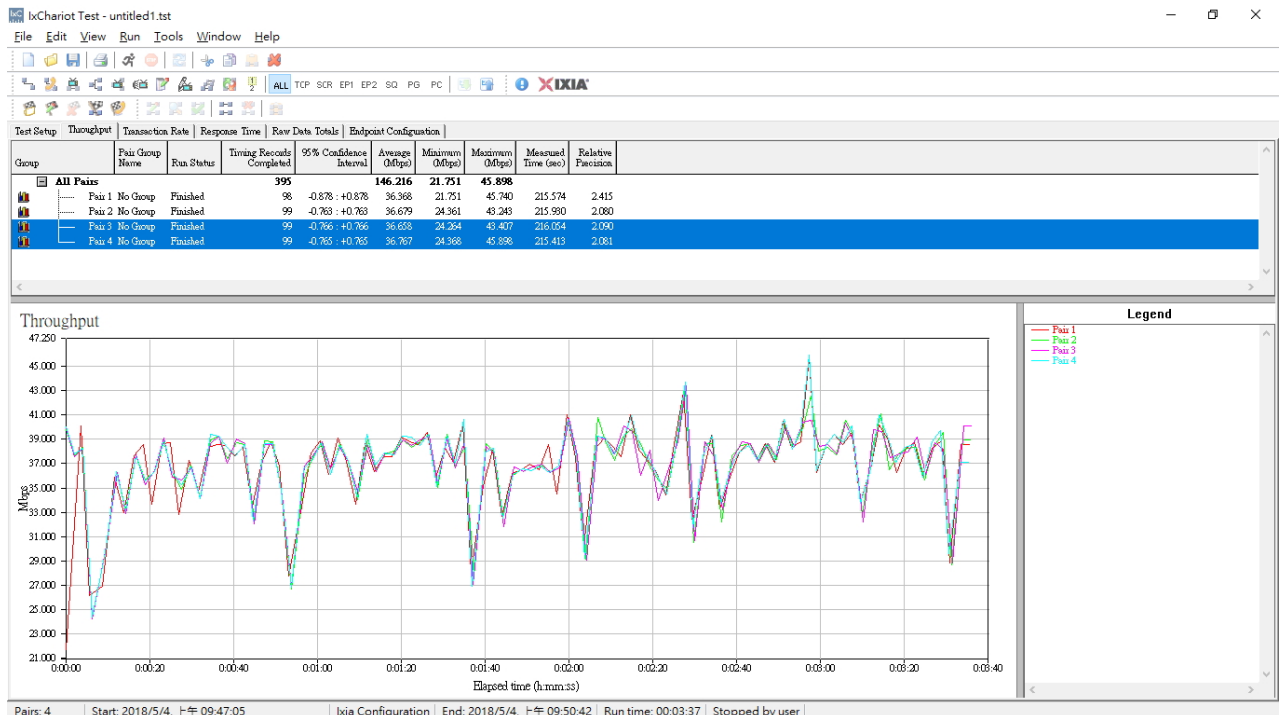 IxC IxChariot Test - untitled1.tst
File Edit View Run Tools Window Help
ALL TCP SCR EP1 EP2 SQ PG PC XIXIA
Test Setup Throughput Transaction Rate Response Time Raw Data Totals Endpoint Configuration
Group Pair Group Name Run Status Timing Records Completed 95% Confidence Interval Average (Mbps) Minimum (Mbps) Maximum (Mbps) Measured Time (sec) Relative Precision
All Pairs 395 146.216 21.751 45.898
Pair 1 No Group Finished 98 -0.878 : +0.878 36.368 21.751 45.740 215.574 2.415
Pair 2 No Group Finished 99 -0.763 : +0.763 36.679 24.361 43.243 215.930 2.080
Pair 3 No Group Finished 99 -0.766 : +0.766 36.658 24.264 43.407 216.054 2.090
Pair 4 No Group Finished 99 -0.765 : +0.765 36.767 24.368 45.898 215.413 2.081
Throughput
47.250
45.000
43.000
41.000
39.000
37.000
35.000
33.000
31.000
29.000
27.000
25.000
23.000
21.000
Mbps
0:00:00 0:00:20 0:00:40 0:01:00 0:01:20 0:01:40 0:02:00 0:02:20 0:02:40 0:03:00 0:03:20 0:03:40
Elapsed time (h:mm:ss)
Legend
Pair 1
Pair 2
Pair 3
Pair 4
Pairs: 4 Start: 2018/5/4, 上午 09:47:05 Ixia Configuration End: 2018/5/4, 上午 09:50:42 Run time: 00:03:37 Stopped by user